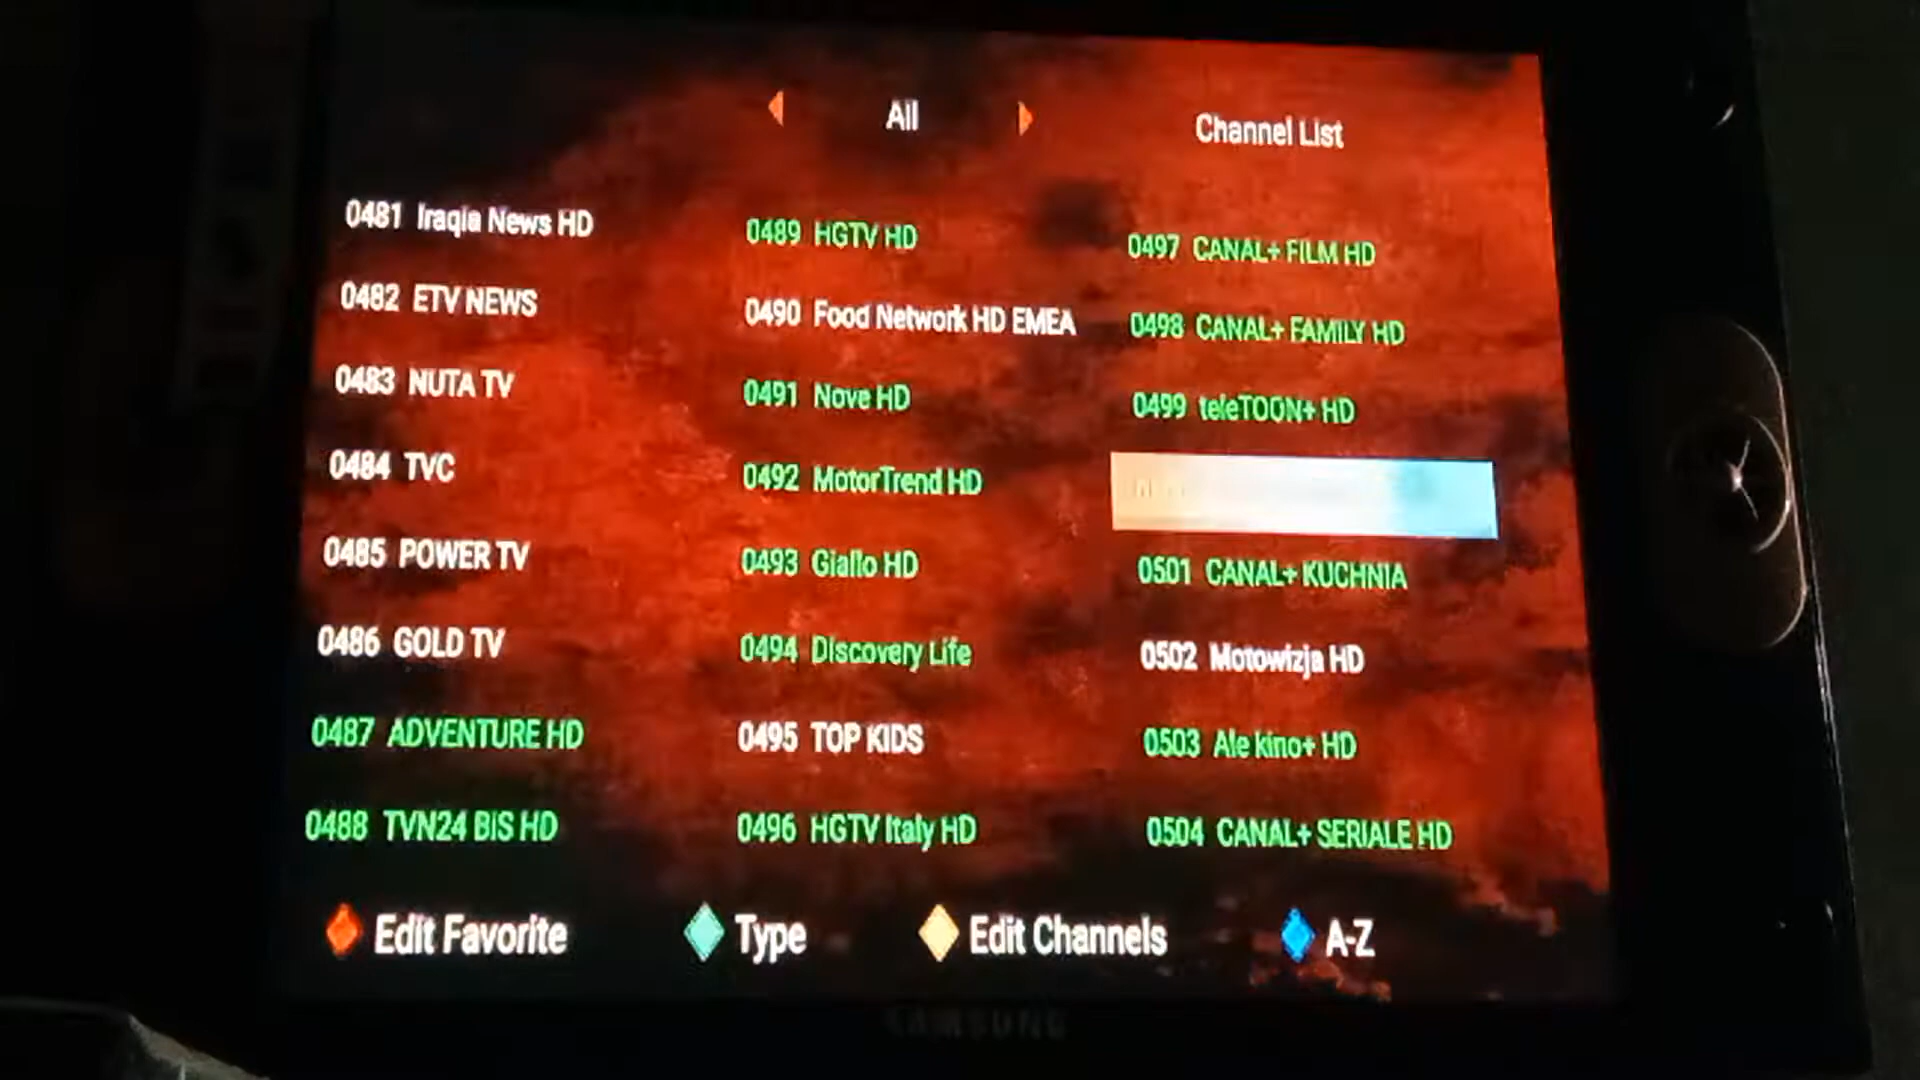 All
Channel List
0481 Iraqia News HD
0482 ETV NEWS
0483 NUTA TV
0484 TVC
0485 POWER TV
0486 GOLD TV
0487 ADVENTURE HD
0488 TVN24 BIS HD
0489 HGTV HD
0490 Food Network HD EMEA
0491 Nove HD
0492 MotorTrend HD
0493 Giallo HD
0494 Discovery Life
0495 TOP KIDS
0496 HGTV Italy HD
0497 CANAL+ FILM HD
0498 CANAL+ FAMILY HD
0499 teleTOON+ HD
0501 CANAL+ KUCHNIA
0502 Motowizja HD
0503 Ale kino+ HD
0504 CANAL+ SERIALE HD
Edit Favorite
Type
Edit Channels
A-Z
SAMSUNG